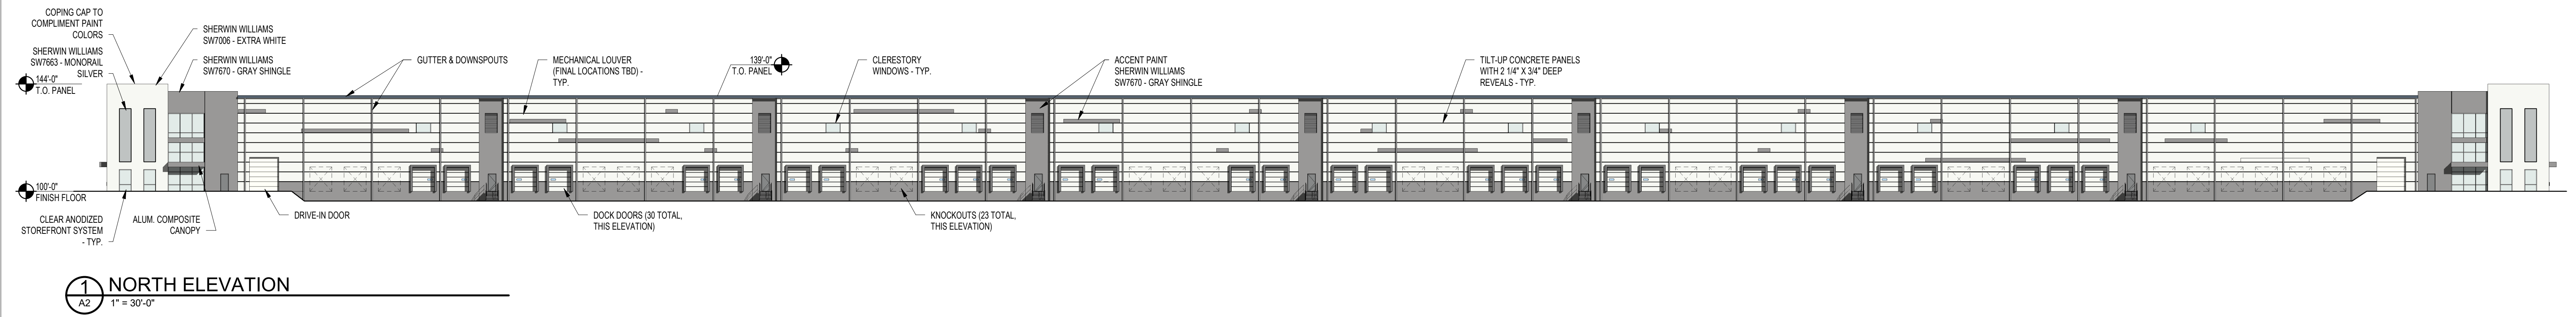 COPING CAP TO
COMPLIMENT PAINT
COLORS
SHERWIN WILLIAMS
SW7663 - MONORAIL
SILVER
144'-0"
T.O. PANEL
SHERWIN WILLIAMS
SW7006 - EXTRA WHITE
SHERWIN WILLIAMS
SW7670 - GRAY SHINGLE
GUTTER & DOWNSPOUTS
MECHANICAL LOUVER
(FINAL LOCATIONS TBD) -
TYP.
139'-0"
T.O. PANEL
CLERESTORY
WINDOWS - TYP.
ACCENT PAINT
SHERWIN WILLIAMS
SW7670 - GRAY SHINGLE
TILT-UP CONCRETE PANELS
WITH 2 1/4" X 3/4" DEEP
REVEALS - TYP.
100'-0"
FINISH FLOOR
CLEAR ANODIZED
STOREFRONT SYSTEM
- TYP.
ALUM. COMPOSITE
CANOPY
DRIVE-IN DOOR
DOCK DOORS (30 TOTAL,
THIS ELEVATION)
KNOCKOUTS (23 TOTAL,
THIS ELEVATION)
1
A2
NORTH ELEVATION
1" = 30'-0"